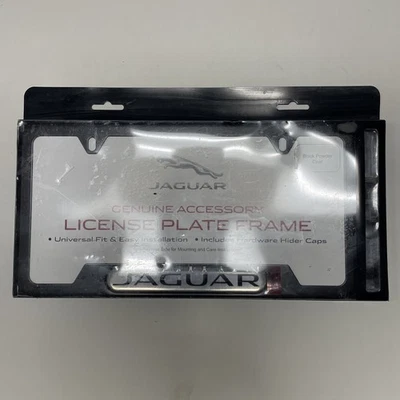 JAGUAR
GENUINE ACCESSORY
LICENSE PLATE FRAME
• Universal Fit & Easy Installation • Includes Hardware Hider Caps
JAGUAR